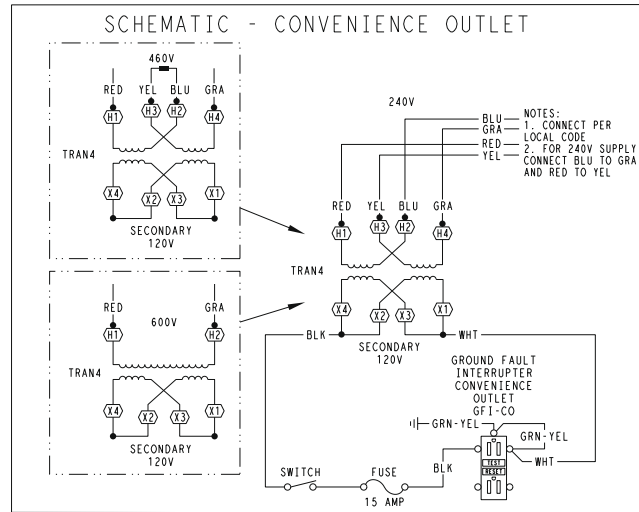 SCHEMATIC - CONVENIENCE OUTLET
460V
RED YEL BLU GRA
H1 H3 H2 H4
TRAN4
X4 X2 X3 X1
SECONDARY
120V
600V
RED GRA
H1 H2
TRAN4
X4 X2 X3 X1
SECONDARY
120V
240V
BLU
GRA
RED
YEL
NOTES:
1. CONNECT PER
LOCAL CODE
2. FOR 240V SUPPLY
CONNECT BLU TO GRA
AND RED TO YEL
RED YEL BLU GRA
H1 H3 H2 H4
TRAN4
X4 X2 X3 X1
BLK
WHT
SECONDARY
120V
GROUND FAULT
INTERRUPTER
CONVENIENCE
OUTLET
GFI-CO
GRN-YEL
GRN-YEL
WHT
BLK
TEST
RESET
SWITCH
FUSE
15 AMP